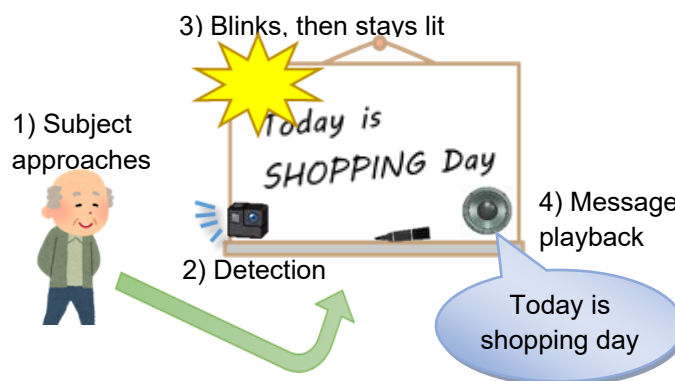 3) Blinks, then stays lit
1) Subject
approaches
Today is
SHOPPING Day
2) Detection
4) Message
playback
Today is
shopping day